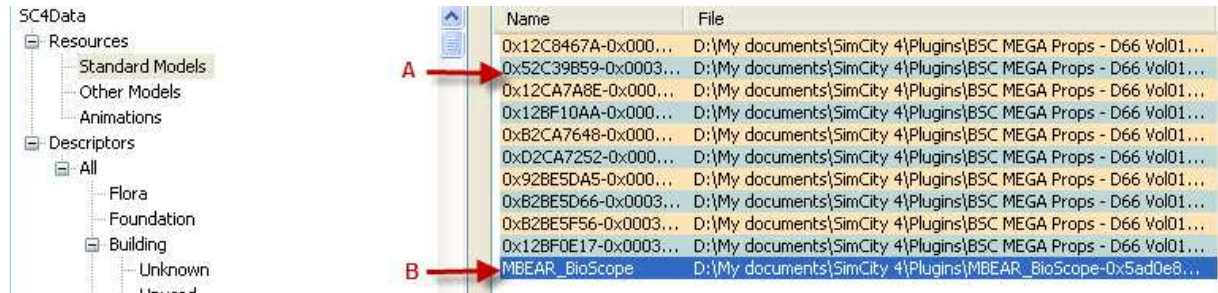 SC4Data
Resources
Standard Models
Other Models
Animations
Descriptors
All
Flora
Foundation
Building
Unknown
Unused
A
B
Name File
0x12C8467A-0x000... D:\My documents\SimCity 4\Plugins\BSC MEGA Props - D66 Vol01...
0x52C39B59-0x0003... D:\My documents\SimCity 4\Plugins\BSC MEGA Props - D66 Vol01...
0x12CA7A8E-0x000... D:\My documents\SimCity 4\Plugins\BSC MEGA Props - D66 Vol01...
0x12BF10AA-0x000... D:\My documents\SimCity 4\Plugins\BSC MEGA Props - D66 Vol01...
0xB2CA7648-0x000... D:\My documents\SimCity 4\Plugins\BSC MEGA Props - D66 Vol01...
0xD2CA7252-0x000... D:\My documents\SimCity 4\Plugins\BSC MEGA Props - D66 Vol01...
0x92BE5DA5-0x000... D:\My documents\SimCity 4\Plugins\BSC MEGA Props - D66 Vol01...
0xB2BE5D66-0x0003... D:\My documents\SimCity 4\Plugins\BSC MEGA Props - D66 Vol01...
0xB2BE5F56-0x0003... D:\My documents\SimCity 4\Plugins\BSC MEGA Props - D66 Vol01...
0x12BF0E17-0x0003... D:\My documents\SimCity 4\Plugins\BSC MEGA Props - D66 Vol01...
MBEAR_BioScope D:\My documents\SimCity 4\Plugins\MBEAR_BioScope-0x5ad0e8...